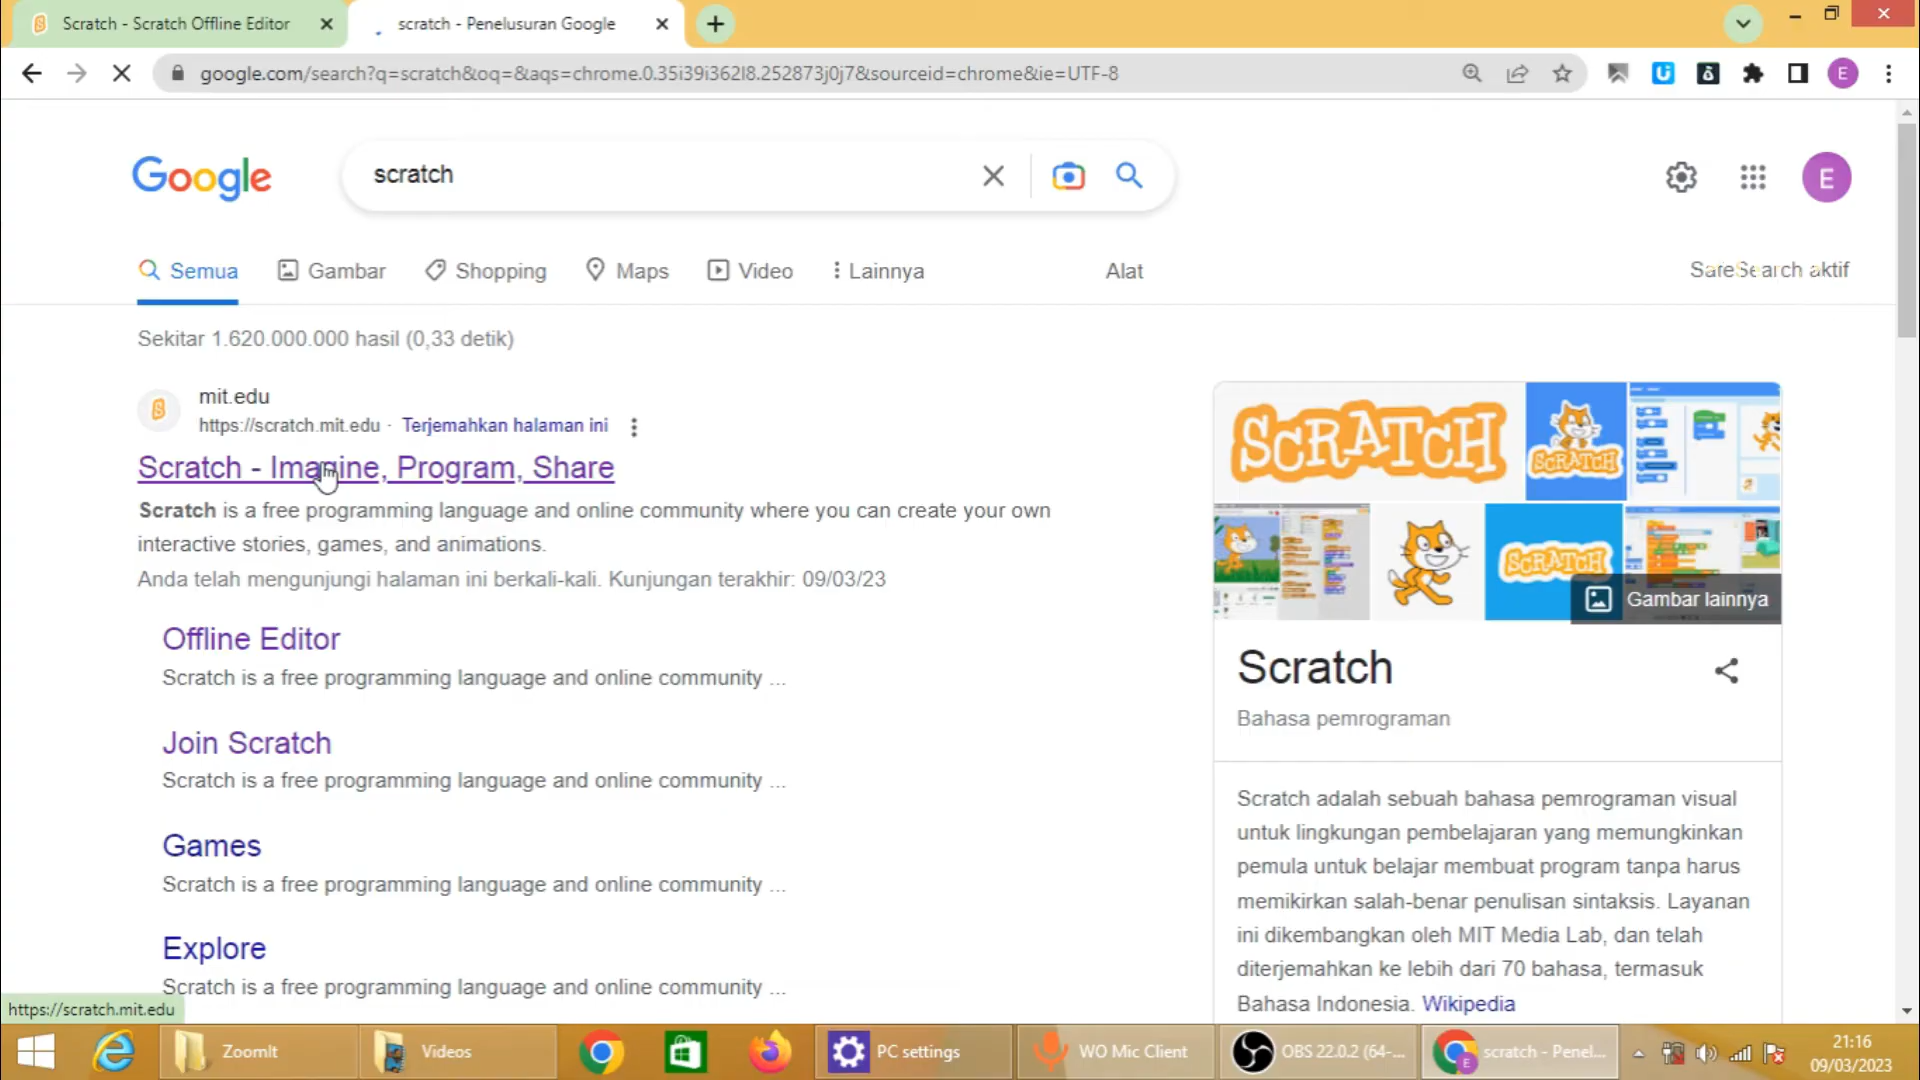 Scratch - Scratch Offline Editor
scratch - Penelusuran Google
google.com/search?q=scratch&oq=&aqs=chrome.0.35i39i362l8.252873j0j7&sourceid=chrome&ie=UTF-8
E
Google
scratch
E
Semua
Gambar
Shopping
Maps
Video
Lainnya
Alat
SafeSearch aktif
Sekitar 1.620.000.000 hasil (0,33 detik)
mit.edu
https://scratch.mit.edu · Terjemahkan halaman ini
Scratch - Imagine, Program, Share
Scratch is a free programming language and online community where you can create your own
interactive stories, games, and animations.
Anda telah mengunjungi halaman ini berkali-kali. Kunjungan terakhir: 09/03/23
Offline Editor
Scratch is a free programming language and online community ...
Join Scratch
Scratch is a free programming language and online community ...
Games
Scratch is a free programming language and online community ...
Explore
Scratch is a free programming language and online community ...
SCRATCH
SCRATCH
SCRATCH
Gambar lainnya
Scratch
Bahasa pemrograman
Scratch adalah sebuah bahasa pemrograman visual
untuk lingkungan pembelajaran yang memungkinkan
pemula untuk belajar membuat program tanpa harus
memikirkan salah-benar penulisan sintaksis. Layanan
ini dikembangkan oleh MIT Media Lab, dan telah
diterjemahkan ke lebih dari 70 bahasa, termasuk
Bahasa Indonesia. Wikipedia
https://scratch.mit.edu
ZoomIt
Videos
PC settings
WO Mic Client
OBS 22.0.2 (64-...
E
scratch - Penel...
21:16
09/03/2023